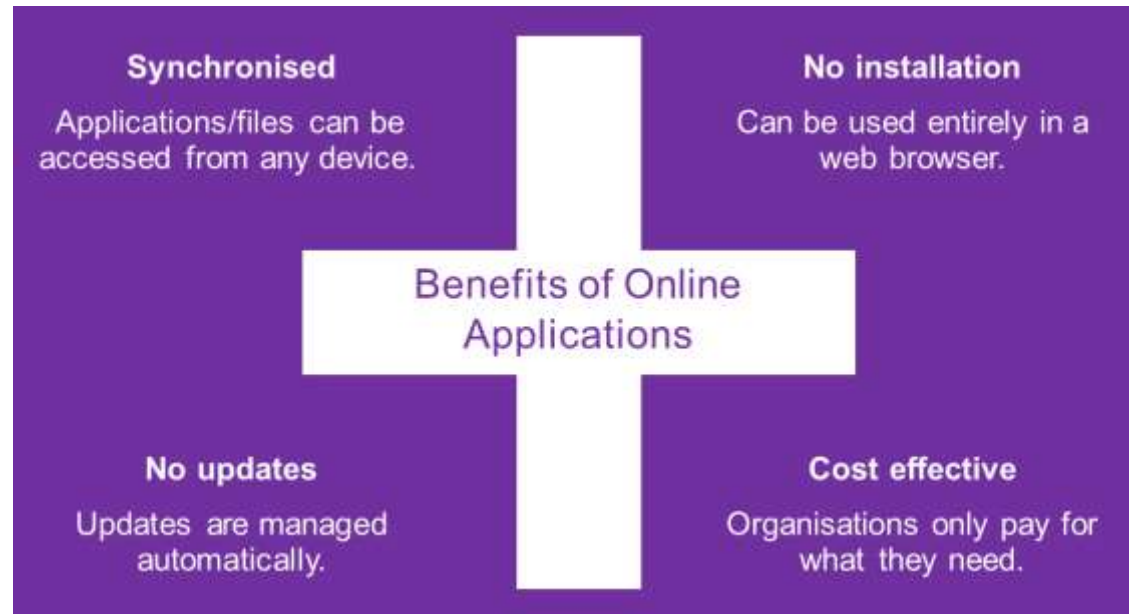 Synchronised
Applications/files can be
accessed from any device.
No installation
Can be used entirely in a
web browser.
Benefits of Online
Applications
No updates
Updates are managed
automatically.
Cost effective
Organisations only pay for
what they need.